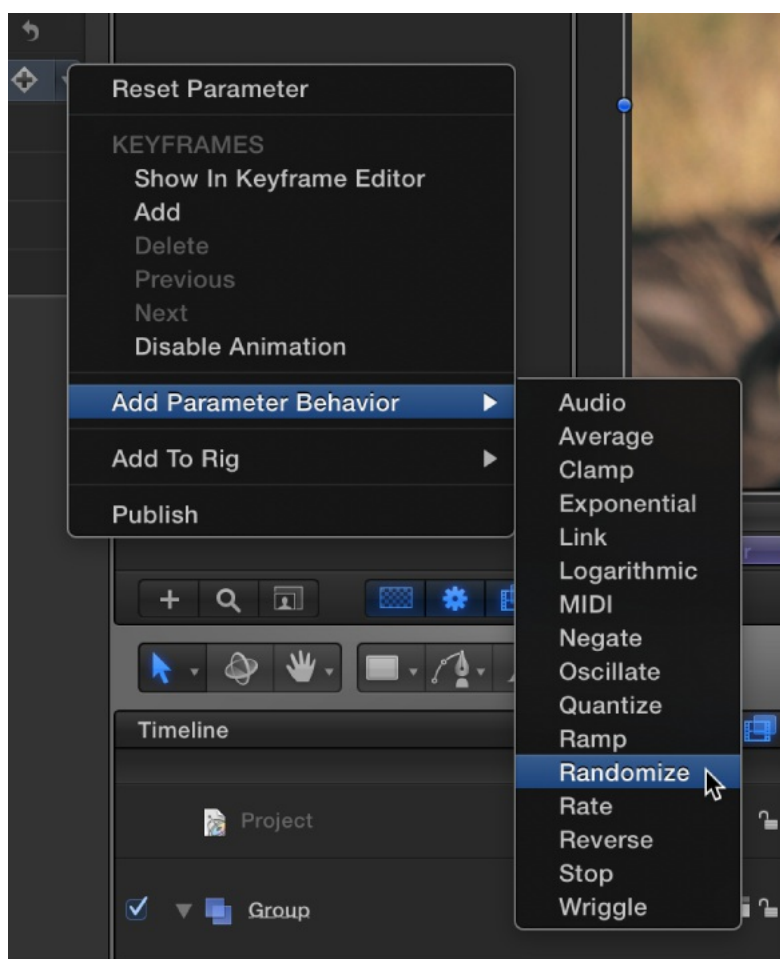 Reset Parameter
KEYFRAMES
Show In Keyframe Editor
Add
Delete
Previous
Next
Disable Animation
Add Parameter Behavior
Add To Rig
Publish
Audio
Average
Clamp
Exponential
Link
Logarithmic
MIDI
Negate
Oscillate
Quantize
Ramp
Randomize
Rate
Reverse
Stop
Wriggle
Timeline
Project
Group